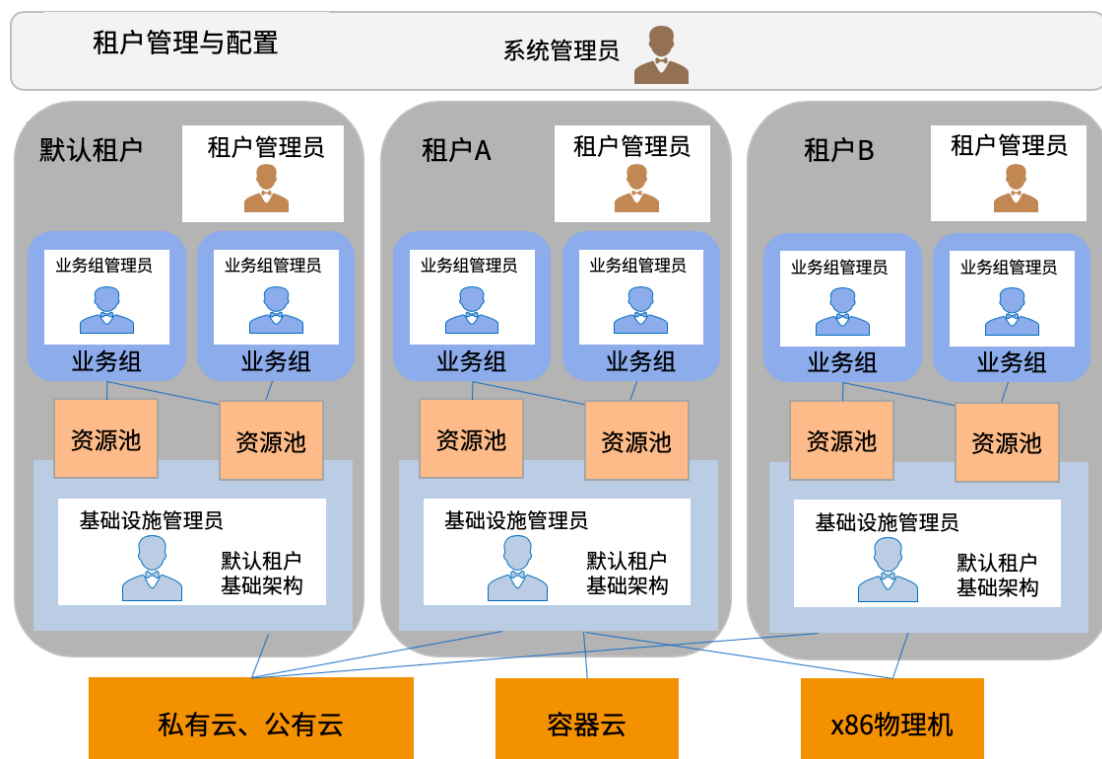 租户管理与配置
系统管理员
默认租户
租户管理员
租户A
租户管理员
租户B
租户管理员
业务组管理员
业务组
业务组管理员
业务组
业务组管理员
业务组
业务组管理员
业务组
业务组管理员
业务组
业务组管理员
业务组
资源池
资源池
资源池
资源池
资源池
资源池
基础设施管理员
默认租户
基础架构
基础设施管理员
默认租户
基础架构
基础设施管理员
默认租户
基础架构
私有云、公有云
容器云
x86物理机